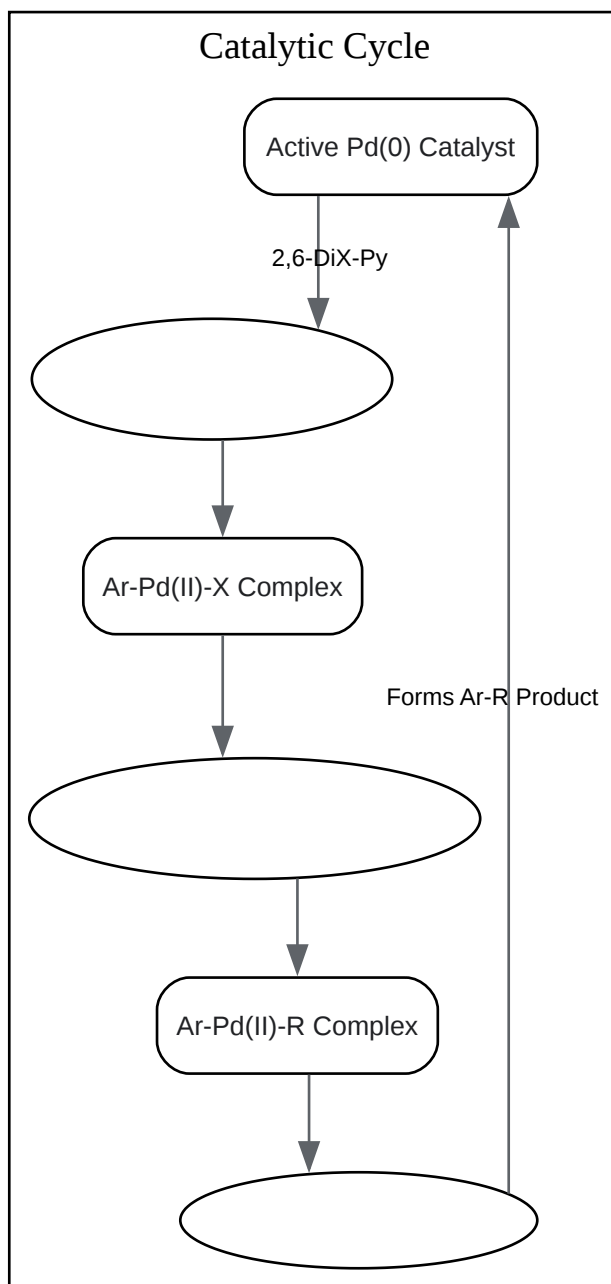 Catalytic Cycle
Active Pd(0) Catalyst
2,6-DiX-Py
Ar-Pd(II)-X Complex
Forms Ar-R Product
Ar-Pd(II)-R Complex